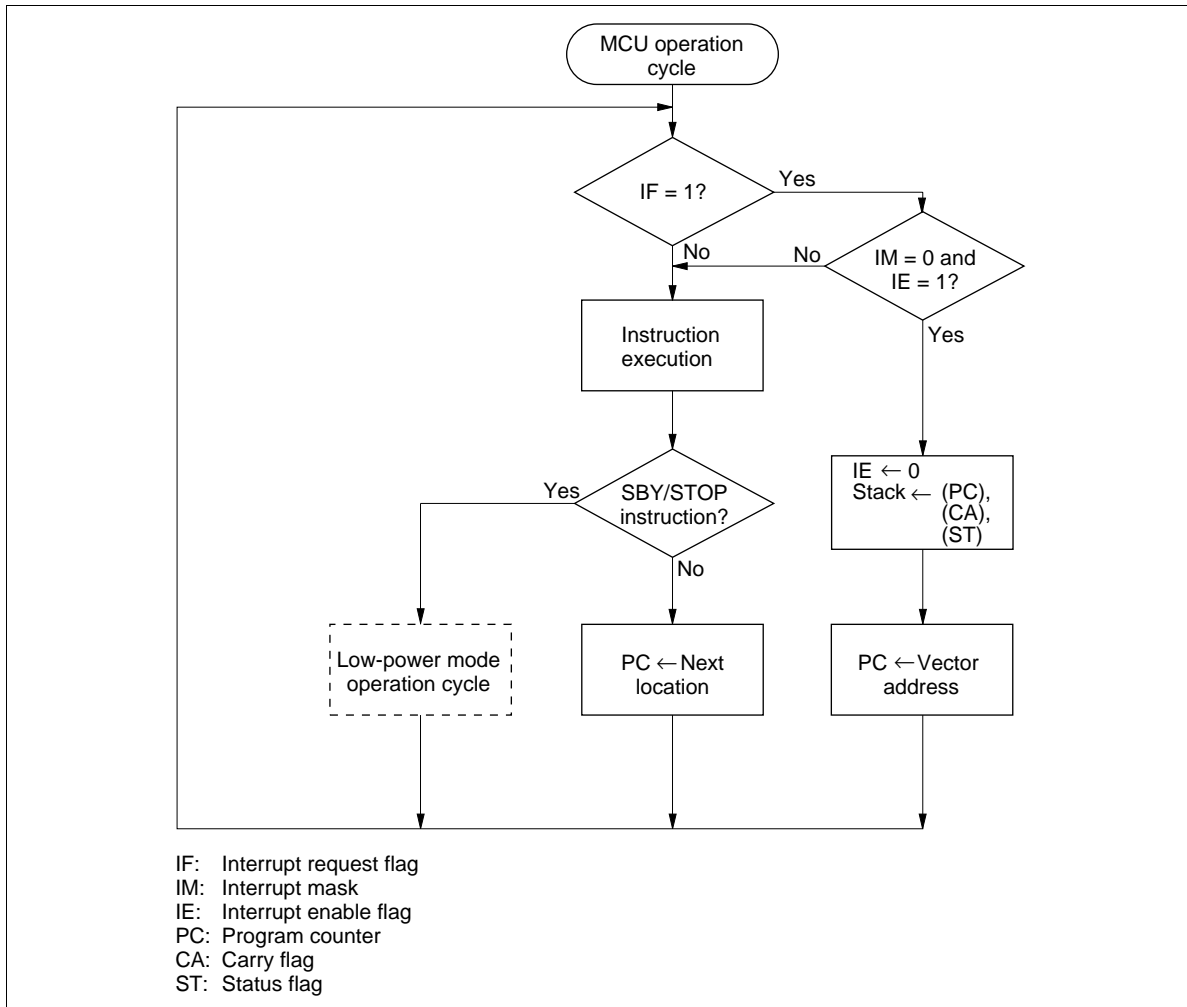 MCU operation
cycle
IF = 1?
Yes
No
No
IM = 0 and
IE = 1?
Yes
Instruction
execution
Yes
SBY/STOP
instruction?
No
IE ← 0
Stack ← (PC),
(CA),
(ST)
Low-power mode
operation cycle
PC ← Next
location
PC ← Vector
address
IF: Interrupt request flag
IM: Interrupt mask
IE: Interrupt enable flag
PC: Program counter
CA: Carry flag
ST: Status flag